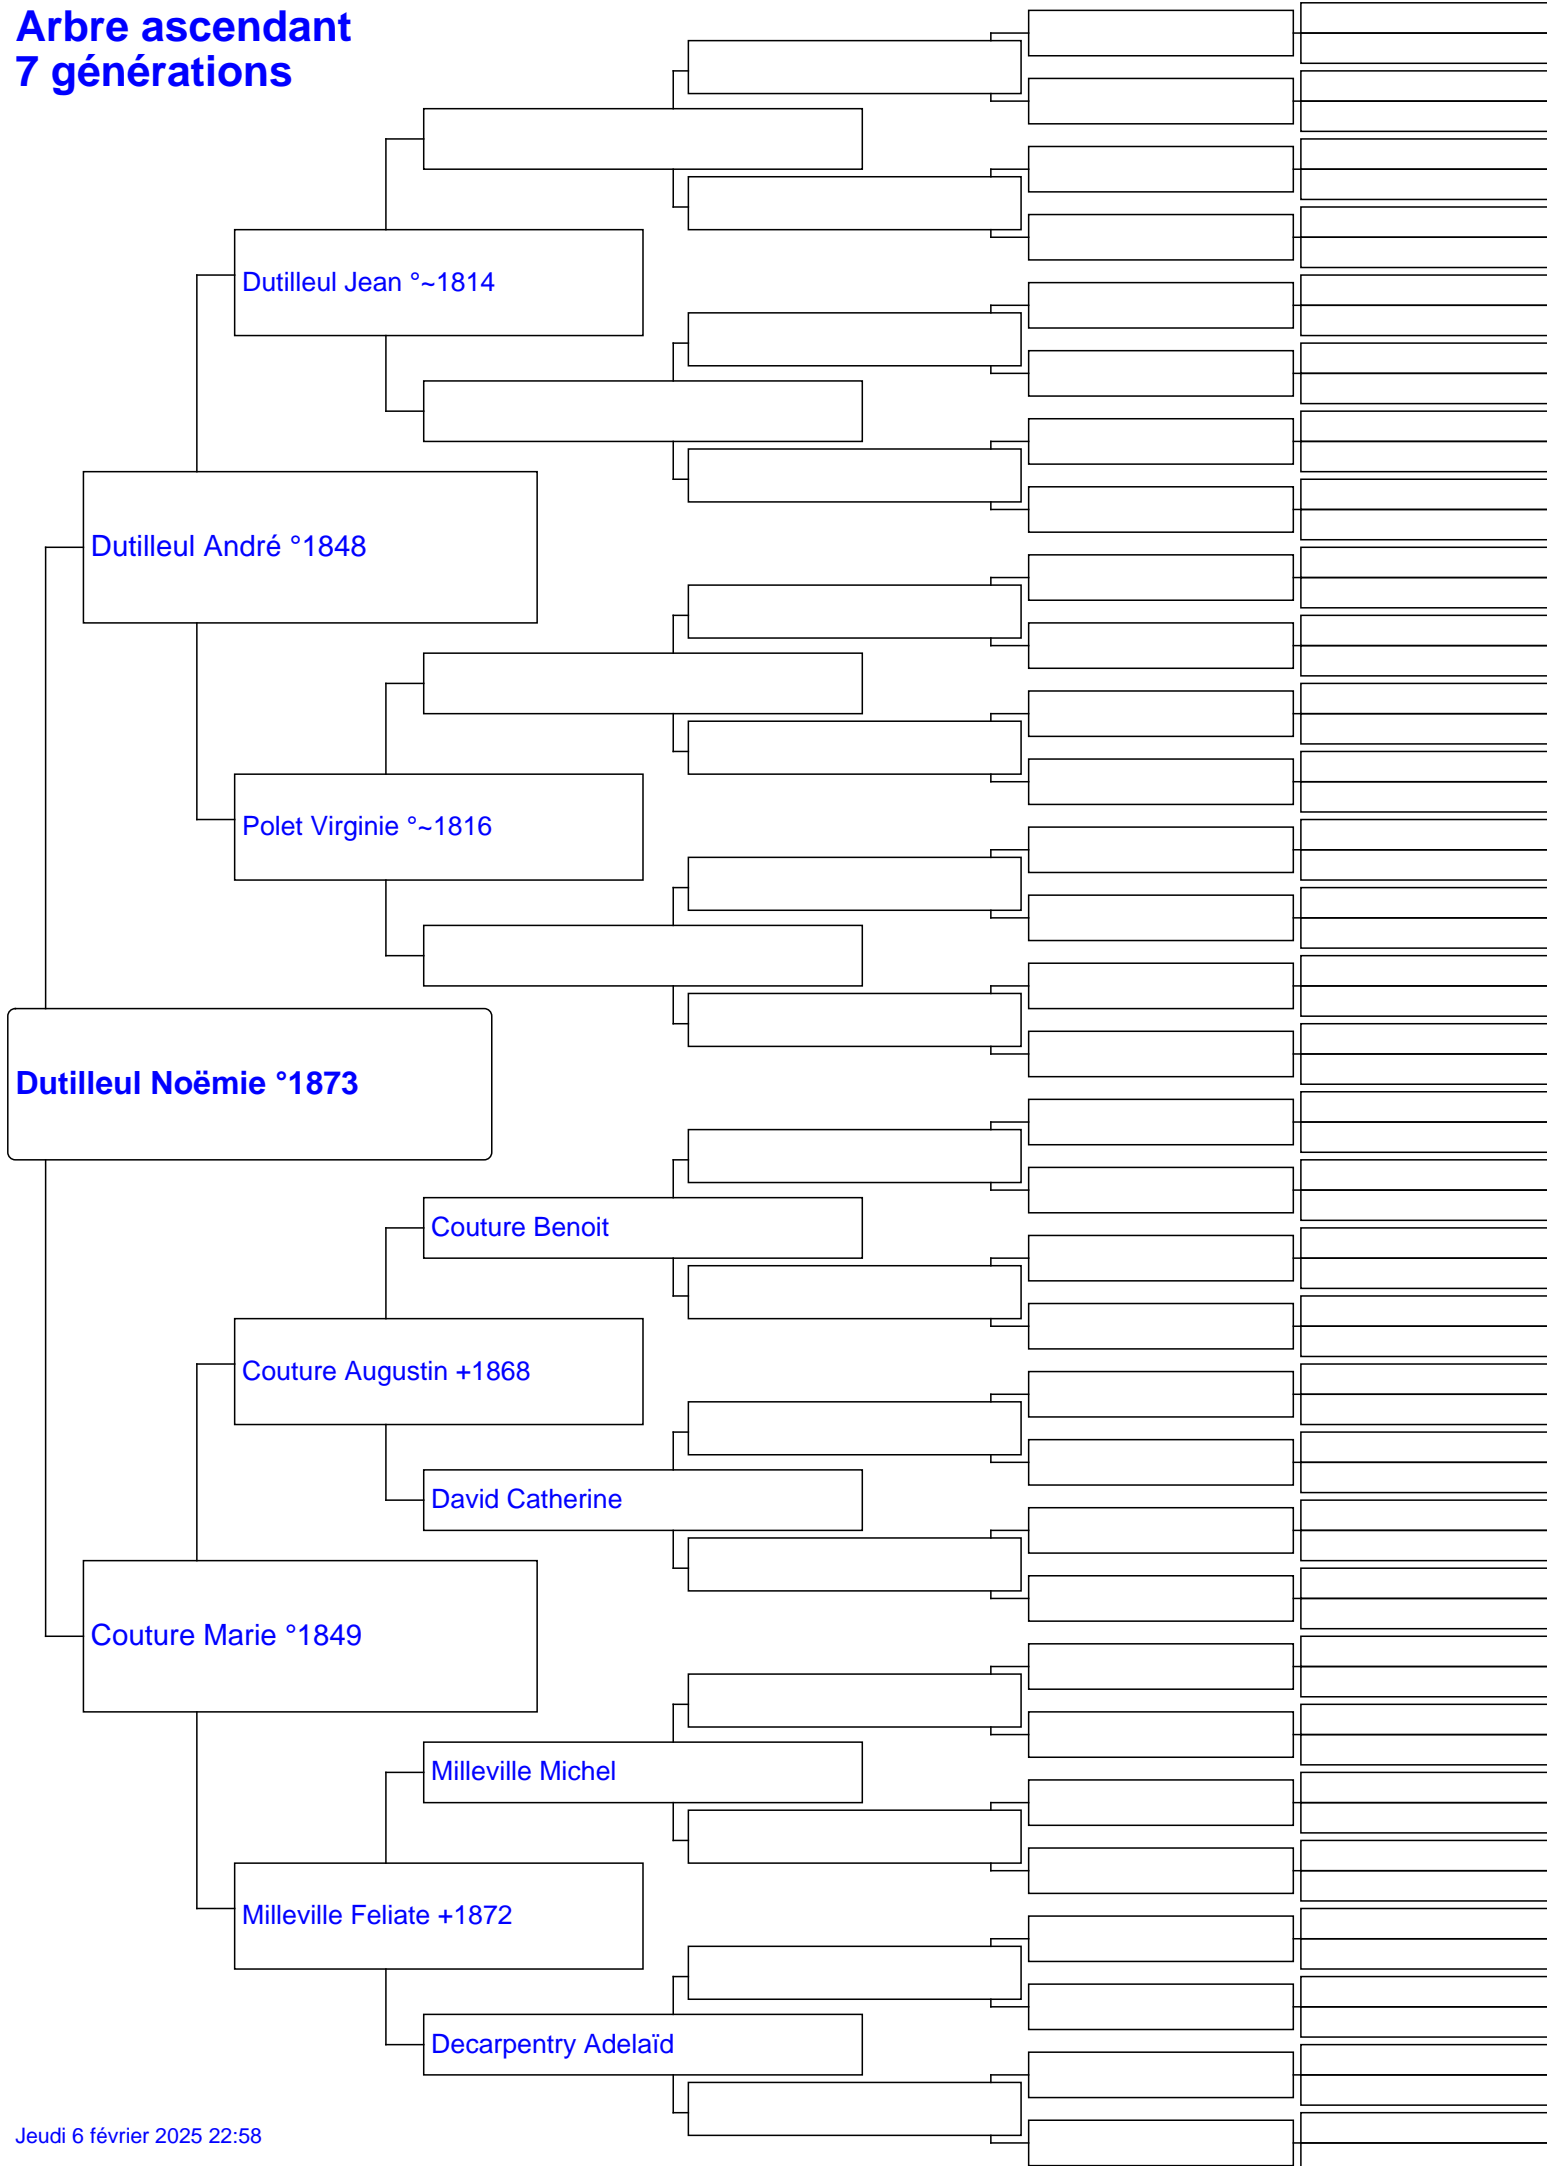 Arbre ascendant
7 générations
Dutilleul Jean °~1814
Dutilleul André °1848
Polet Virginie °~1816
Dutilleul Noëmie °1873
Couture Benoit
Couture Augustin +1868
David Catherine
Couture Marie °1849
Milleville Michel
Milleville Feliate +1872
Decarpentry Adelaïd
Jeudi 6 février 2025 22:58